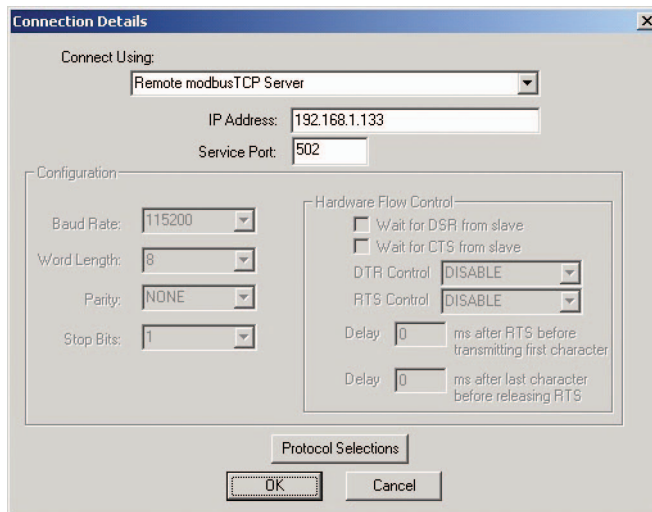 Connection Details
Connect Using:
Remote modbusTCP Server
IP Address: 192.168.1.133
Service Port: 502
Configuration
Baud Rate: 115200
Word Length: 8
Parity: NONE
Stop Bits: 1
Hardware Flow Control
Wait for DSR from slave
Wait for CTS from slave
DTR Control DISABLE
RTS Control DISABLE
Delay 0 ms after RTS before
transmitting first character
Delay 0 ms after last character
before releasing RTS
Protocol Selections
OK Cancel